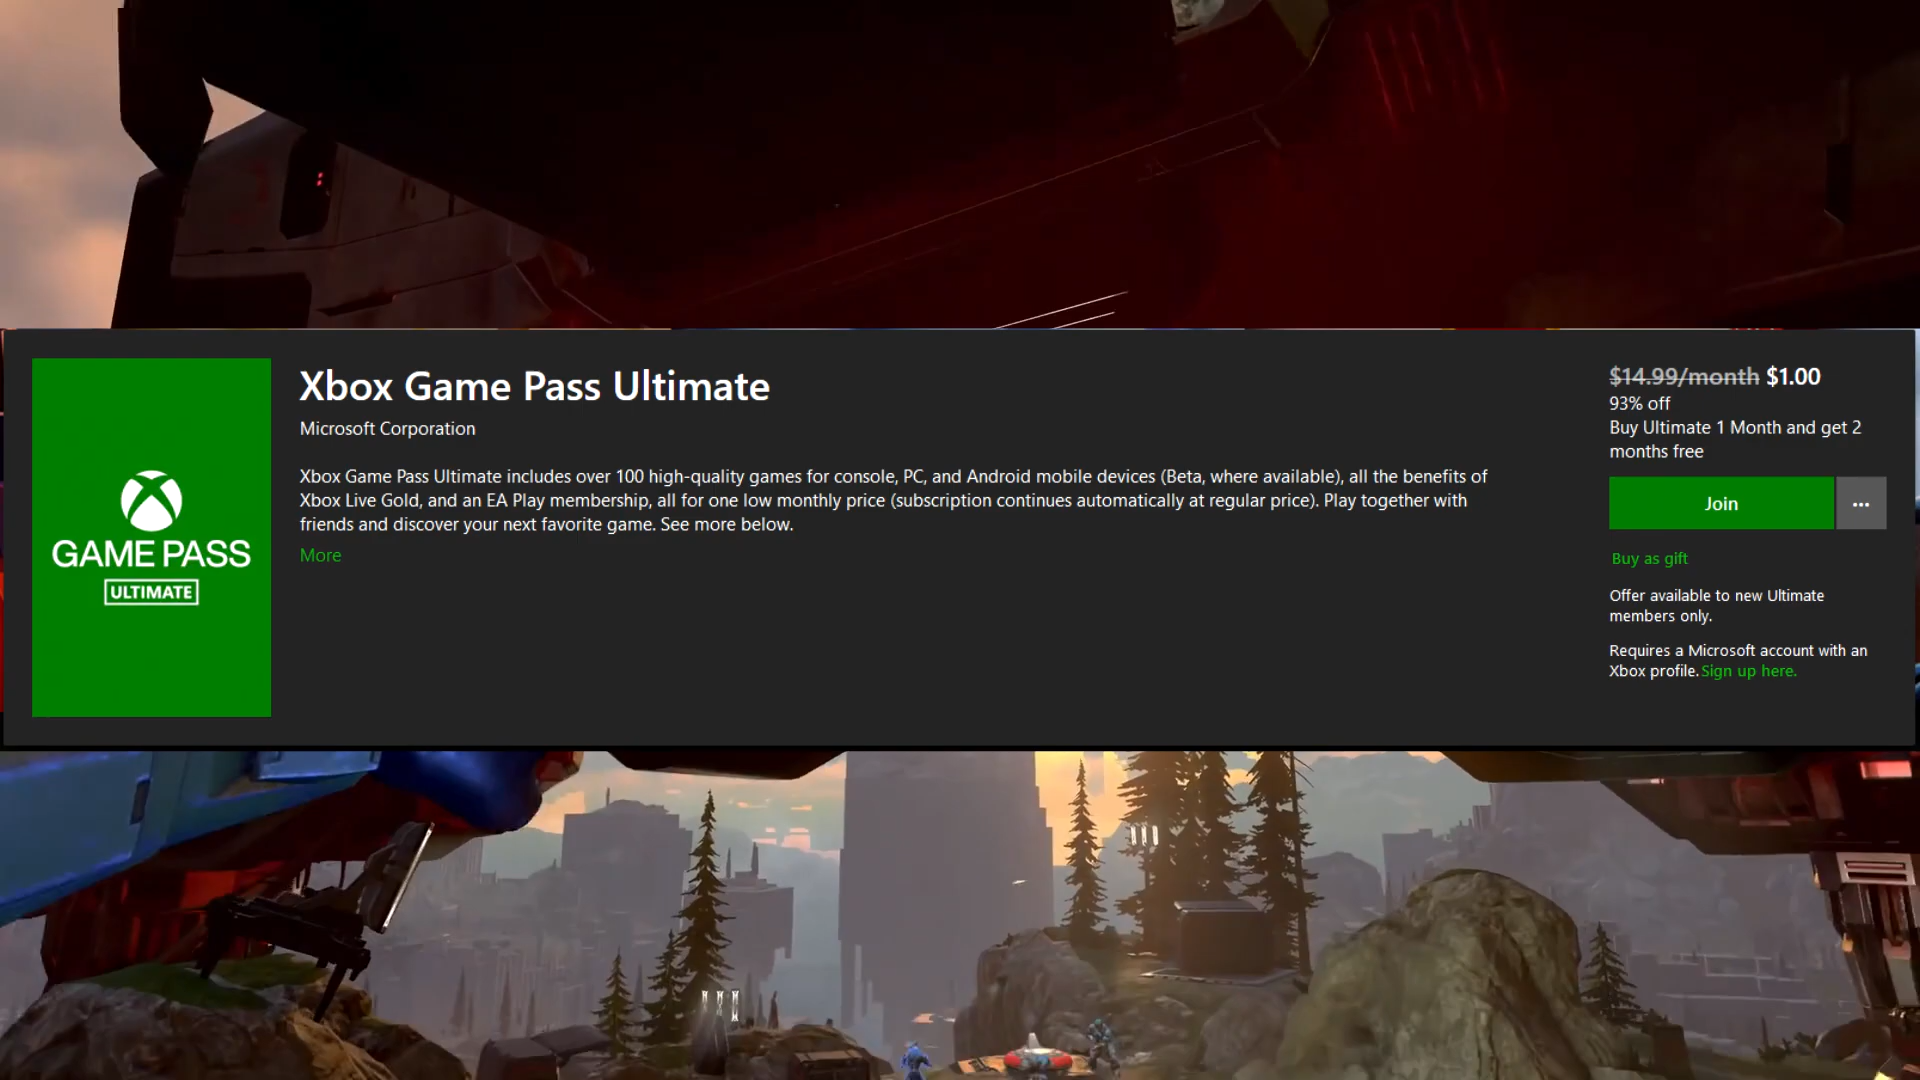 GAME PASS
ULTIMATE
Xbox Game Pass Ultimate
Microsoft Corporation
Xbox Game Pass Ultimate includes over 100 high-quality games for console, PC, and Android mobile devices (Beta, where available), all the benefits of
Xbox Live Gold, and an EA Play membership, all for one low monthly price (subscription continues automatically at regular price). Play together with
friends and discover your next favorite game. See more below.
More
$14.99/month $1.00
93% off
Buy Ultimate 1 Month and get 2
months free
Join
Buy as gift
Offer available to new Ultimate
members only.
Requires a Microsoft account with an
Xbox profile. Sign up here.